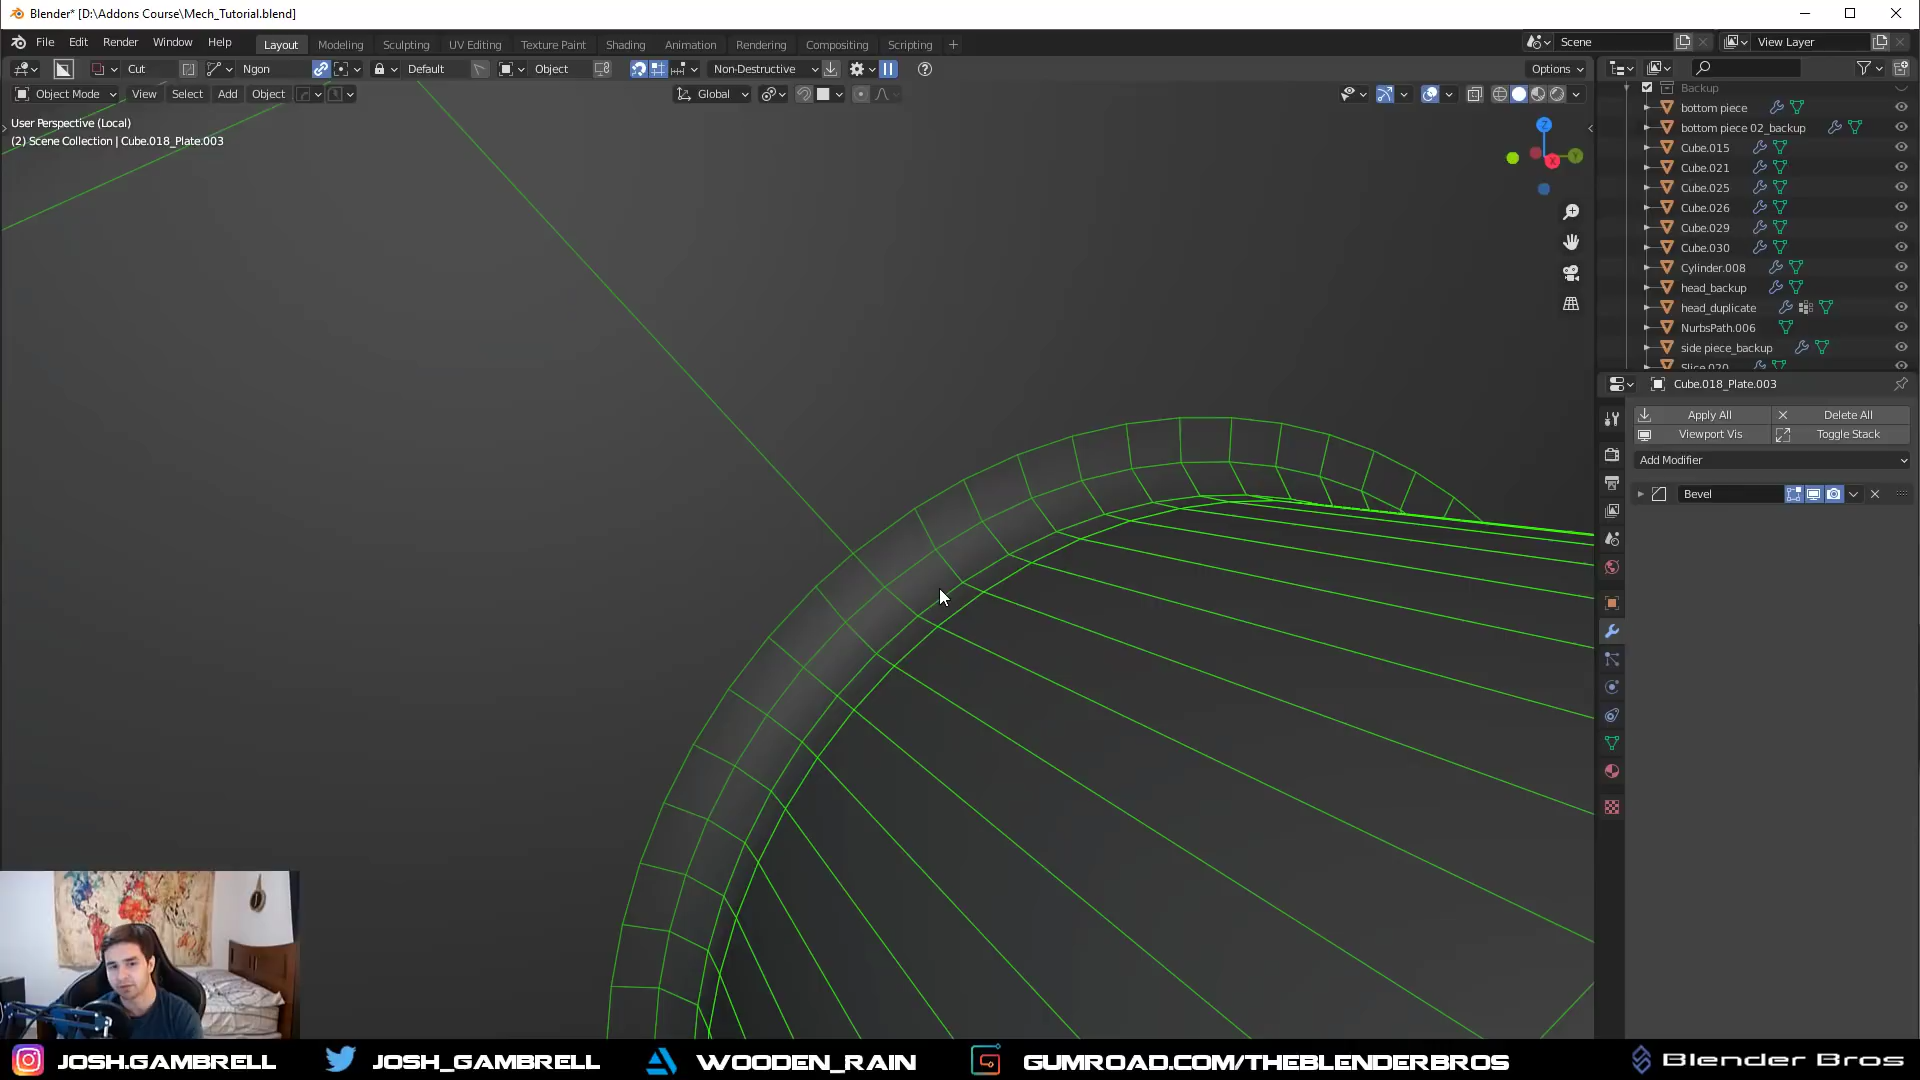 Blender* [D:\Addons Course\Mech_Tutorial.blend]
File Edit Render Window Help Layout Modeling Sculpting UV Editing Texture Paint Shading Animation Rendering Compositing Scripting + Scene View Layer
Cut Ngon Default Object Non-Destructive Options
Object Mode View Select Add Object Global
User Perspective (Local)
(2) Scene Collection | Cube.018_Plate.003
Z
Y
X
Backup
bottom piece
bottom piece 02_backup
Cube.015
Cube.021
Cube.025
Cube.026
Cube.029
Cube.030
Cylinder.008
head_backup
head_duplicate
NurbsPath.006
side piece_backup
Slice.020
Cube.018_Plate.003
Apply All Delete All
Viewport Vis Toggle Stack
Add Modifier
Bevel
JOSH.GAMBRELL JOSH_GAMBRELL WOODEN_RAIN GUMROAD.COM/THEBLENDERBROS Blender Bros